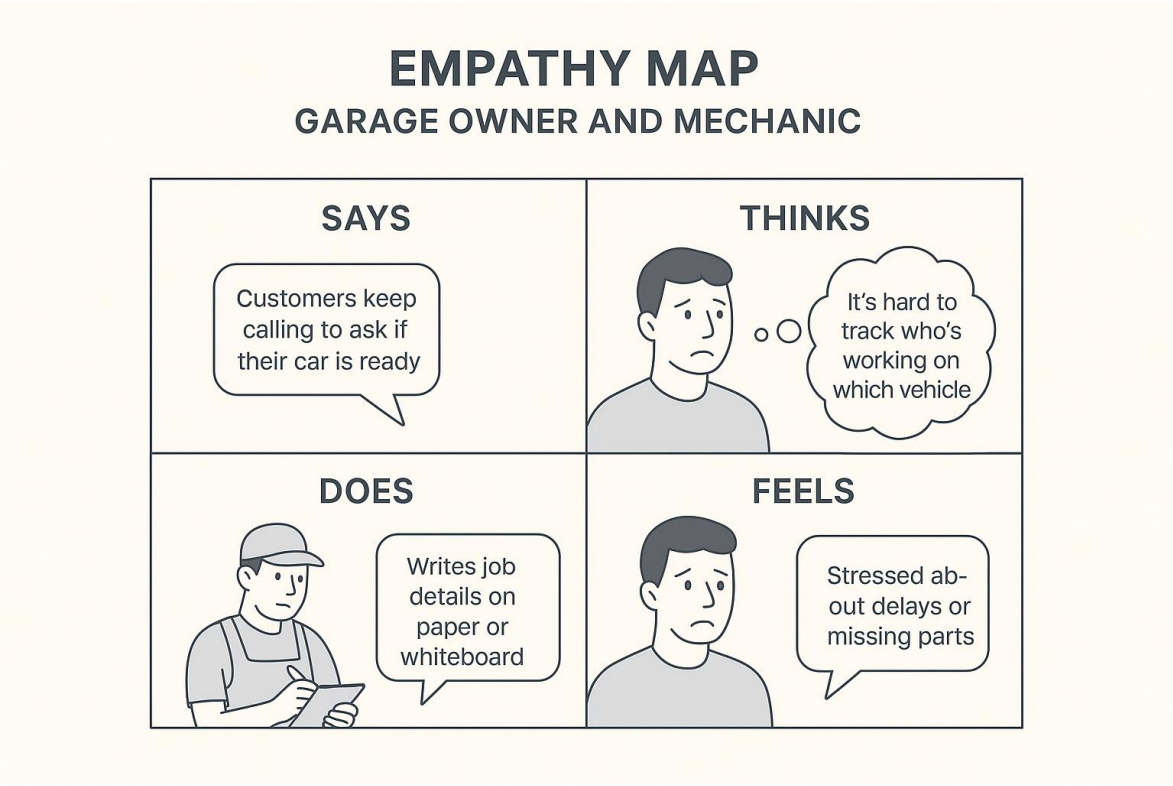 EMPATHY MAP
GARAGE OWNER AND MECHANIC
SAYS
Customers keep
calling to ask if
their car is ready
THINKS
It's hard to
track who's
working on
which vehicle
DOES
Writes job
details on
paper or
whiteboard
FEELS
Stressed ab-
out delays or
missing parts